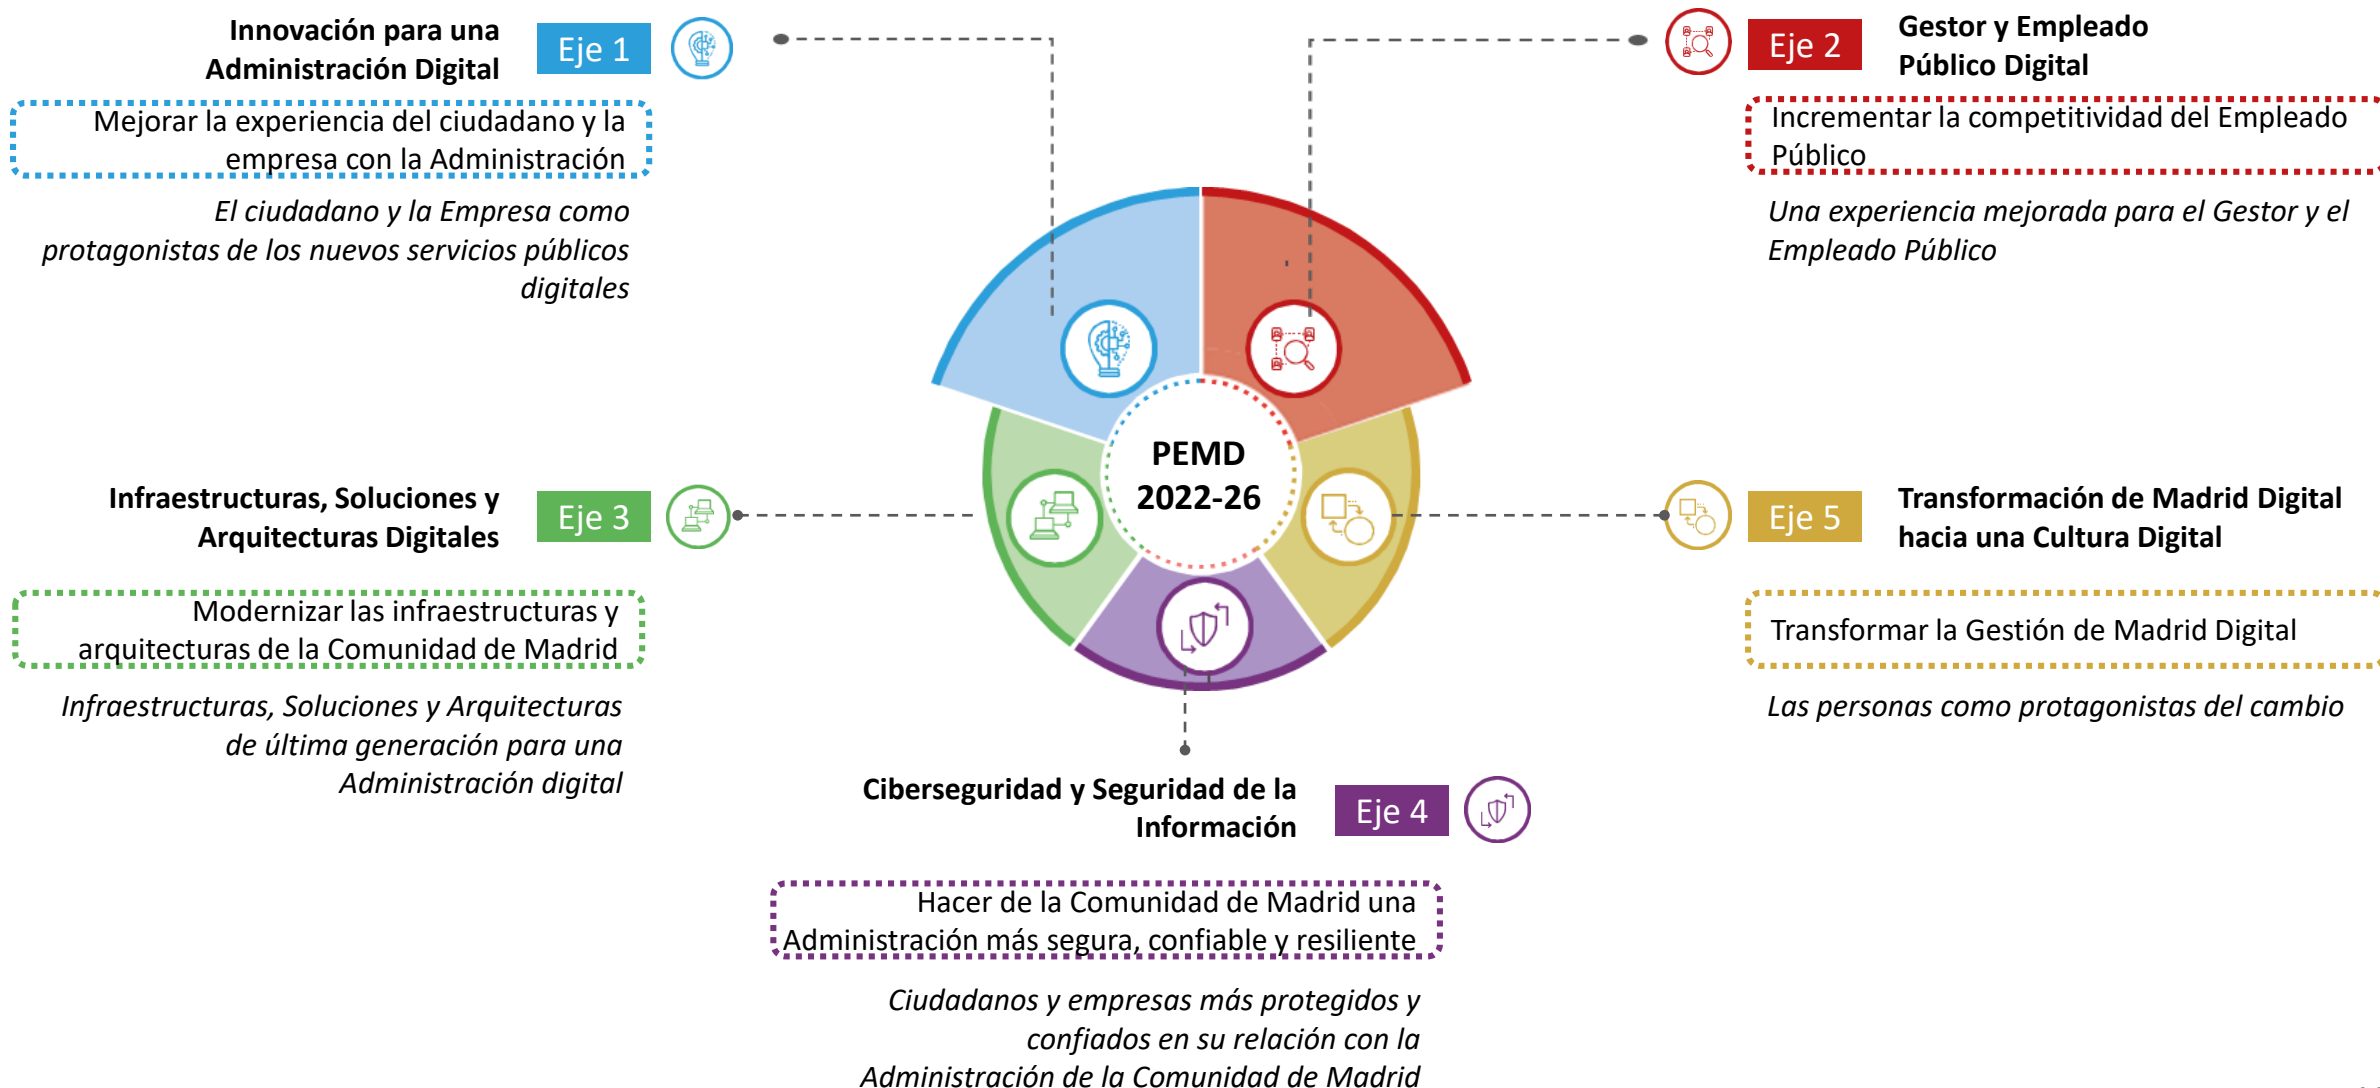 Innovación para una
Administración Digital
Eje 1
Mejorar la experiencia del ciudadano y la
empresa con la Administración
El ciudadano y la Empresa como
protagonistas de los nuevos servicios públicos
digitales
Eje 2
Gestor y Empleado
Público Digital
Incrementar la competitividad del Empleado
Público
Una experiencia mejorada para el Gestor y el
Empleado Público
PEMD
2022-26
Infraestructuras, Soluciones y
Arquitecturas Digitales
Eje 3
Modernizar las infraestructuras y
arquitecturas de la Comunidad de Madrid
Infraestructuras, Soluciones y Arquitecturas
de última generación para una
Administración digital
Eje 5
Transformación de Madrid Digital
hacia una Cultura Digital
Transformar la Gestión de Madrid Digital
Las personas como protagonistas del cambio
Ciberseguridad y Seguridad de la
Información
Eje 4
Hacer de la Comunidad de Madrid una
Administración más segura, confiable y resiliente
Ciudadanos y empresas más protegidos y
confiados en su relación con la
Administración de la Comunidad de Madrid